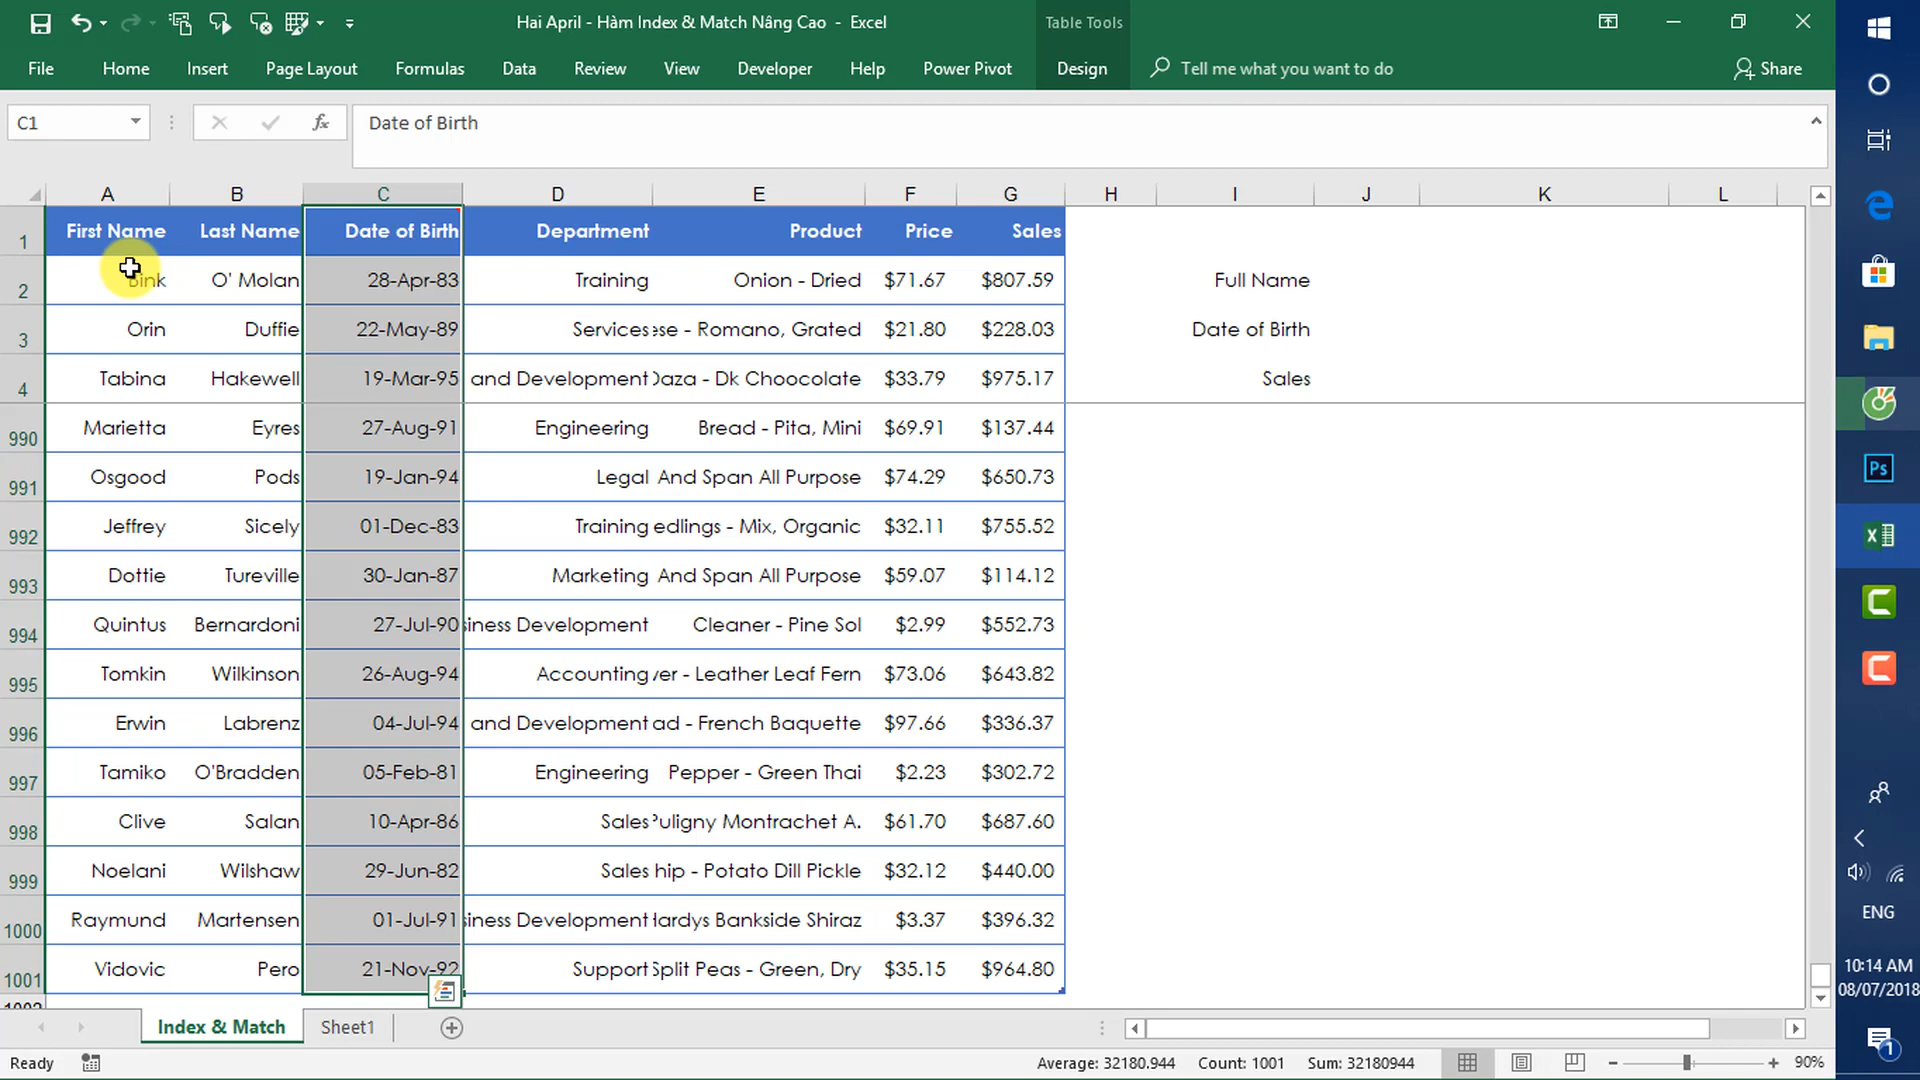 Hai April - Hàm Index & Match Nâng Cao - Excel
Table Tools
File Home Insert Page Layout Formulas Data Review View Developer Help Power Pivot Design Tell me what you want to do Share
C1 fx Date of Birth
A B C D E F G H I J K L
1 First Name Last Name Date of Birth Department Product Price Sales
2 Bink O' Molan 28-Apr-83 Training Onion - Dried $71.67 $807.59 Full Name
3 Orin Duffie 22-May-89 Services - Romano, Grated $21.80 $228.03 Date of Birth
4 Tabina Hakewell 19-Mar-95 and Development - Dk Choocolate $33.79 $975.17 Sales
990 Marietta Eyres 27-Aug-91 Engineering Bread - Pita, Mini $69.91 $137.44
991 Osgood Pods 19-Jan-94 Legal And Span All Purpose $74.29 $650.73
992 Jeffrey Sicely 01-Dec-83 Training edlings - Mix, Organic $32.11 $755.52
993 Dottie Tureville 30-Jan-87 Marketing And Span All Purpose $59.07 $114.12
994 Quintus Bernardoni 27-Jul-90 siness Development Cleaner - Pine Sol $2.99 $552.73
995 Tomkin Wilkinson 26-Aug-94 Accounting ver - Leather Leaf Fern $73.06 $643.82
996 Erwin Labrenz 04-Jul-94 and Development ad - French Baquette $97.66 $336.37
997 Tamiko O'Bradden 05-Feb-81 Engineering Pepper - Green Thai $2.23 $302.72
998 Clive Salan 10-Apr-86 Sales Puligny Montrachet A. $61.70 $687.60
999 Noelani Wilshaw 29-Jun-82 Sales hip - Potato Dill Pickle $32.12 $440.00
1000 Raymund Martensen 01-Jul-91 siness Development Hardys Bankside Shiraz $3.37 $396.32
1001 Vidovic Pero 21-Nov-92 Support Split Peas - Green, Dry $35.15 $964.80
Index & Match Sheet1
Ready Average: 32180.944 Count: 1001 Sum: 32180944 90%
Ps
ENG
10:14 AM
08/07/2018
1